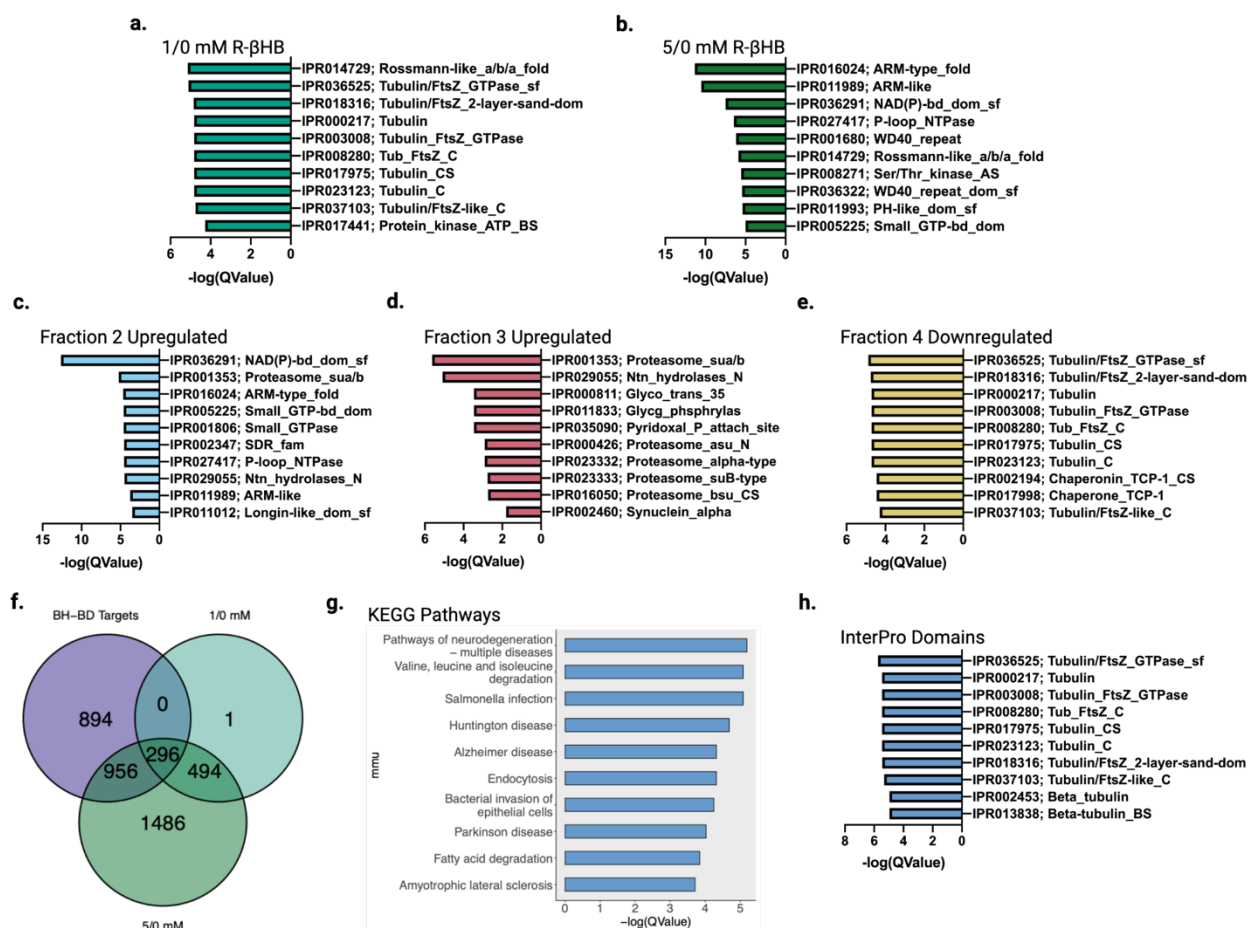 a.
1/0 mM R-βHB
IPR014729; Rossmann-like_a/b/a_fold
IPR036525; Tubulin/FtsZ_GTPase_sf
IPR018316; Tubulin/FtsZ_2-layer-sand-dom
IPR000217; Tubulin
IPR003008; Tubulin_FtsZ_GTPase
IPR008280; Tub_FtsZ_C
IPR017975; Tubulin_CS
IPR023123; Tubulin_C
IPR037103; Tubulin/FtsZ-like_C
IPR017441; Protein_kinase_ATP_BS
6 4 2 0
-log(QValue)
b.
5/0 mM R-βHB
IPR016024; ARM-type_fold
IPR011989; ARM-like
IPR036291; NAD(P)-bd_dom_sf
IPR027417; P-loop_NTPase
IPR001680; WD40_repeat
IPR014729; Rossmann-like_a/b/a_fold
IPR008271; Ser/Thr_kinase_AS
IPR036322; WD40_repeat_dom_sf
IPR011993; PH-like_dom_sf
IPR005225; Small_GTP-bd_dom
15 10 5 0
-log(QValue)
c.
Fraction 2 Upregulated
IPR036291; NAD(P)-bd_dom_sf
IPR001353; Proteasome_sua/b
IPR016024; ARM-type_fold
IPR005225; Small_GTP-bd_dom
IPR001806; Small_GTPase
IPR002347; SDR_fam
IPR027417; P-loop_NTPase
IPR029055; Ntn_hydrolases_N
IPR011989; ARM-like
IPR011012; Longin-like_dom_sf
15 10 5 0
-log(QValue)
d.
Fraction 3 Upregulated
IPR001353; Proteasome_sua/b
IPR029055; Ntn_hydrolases_N
IPR000811; Glyco_trans_35
IPR011833; Glycg_phsphrylas
IPR035090; Pyridoxal_P_attach_site
IPR000426; Proteasome_asu_N
IPR023332; Proteasome_alpha-type
IPR023333; Proteasome_suB-type
IPR016050; Proteasome_bsu_CS
IPR002460; Synuclein_alpha
6 4 2 0
-log(QValue)
e.
Fraction 4 Downregulated
IPR036525; Tubulin/FtsZ_GTPase_sf
IPR018316; Tubulin/FtsZ_2-layer-sand-dom
IPR000217; Tubulin
IPR003008; Tubulin_FtsZ_GTPase
IPR008280; Tub_FtsZ_C
IPR017975; Tubulin_CS
IPR023123; Tubulin_C
IPR002194; Chaperonin_TCP-1_CS
IPR017998; Chaperone_TCP-1
IPR037103; Tubulin/FtsZ-like_C
6 4 2 0
-log(QValue)
f.
BH−BD Targets
1/0 mM
894
0
1
296
956
494
1486
5/0 mM
g.
KEGG Pathways
mmu
Pathways of neurodegeneration
− multiple diseases
Valine, leucine and isoleucine
degradation
Salmonella infection
Huntington disease
Alzheimer disease
Endocytosis
Bacterial invasion of
epithelial cells
Parkinson disease
Fatty acid degradation
Amyotrophic lateral sclerosis
0 1 2 3 4 5
−log(QValue)
h.
InterPro Domains
IPR036525; Tubulin/FtsZ_GTPase_sf
IPR000217; Tubulin
IPR003008; Tubulin_FtsZ_GTPase
IPR008280; Tub_FtsZ_C
IPR017975; Tubulin_CS
IPR023123; Tubulin_C
IPR018316; Tubulin/FtsZ_2-layer-sand-dom
IPR037103; Tubulin/FtsZ-like_C
IPR002453; Beta_tubulin
IPR013838; Beta-tubulin_BS
8 6 4 2 0
-log(QValue)